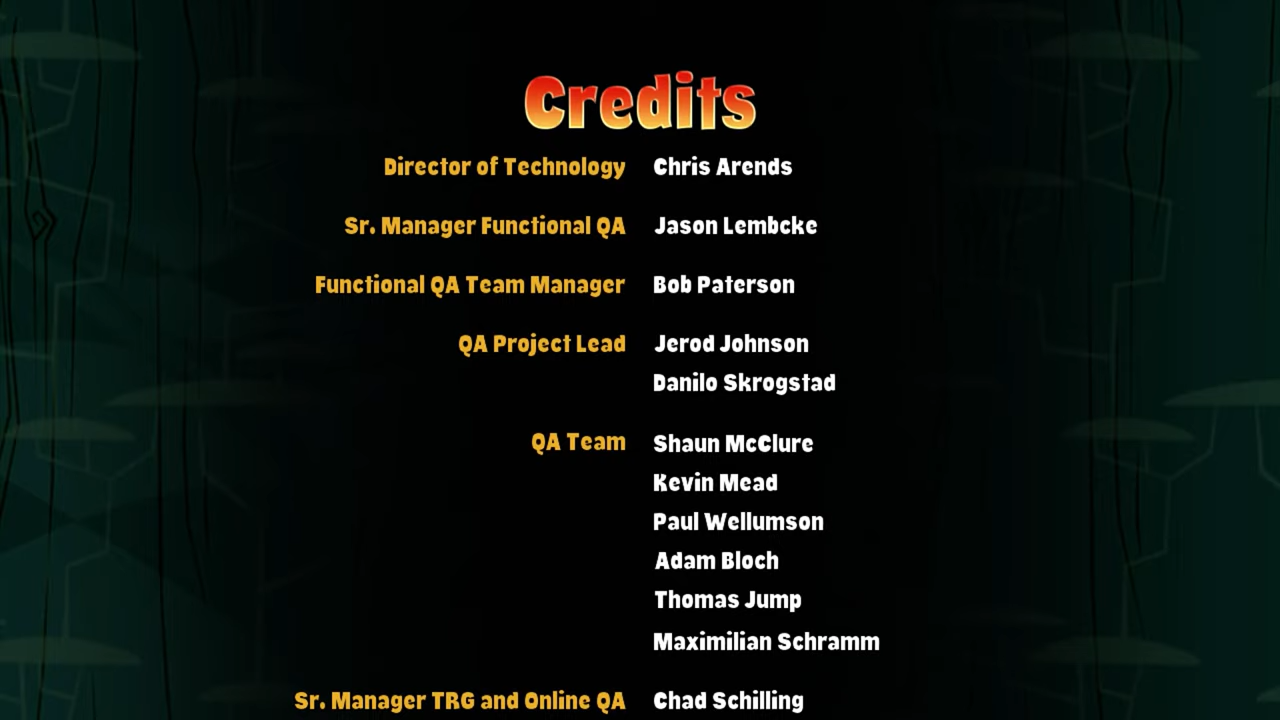 Credits
Director of Technology Chris Arends
Sr. Manager Functional QA Jason Lembcke
Functional QA Team Manager Bob Paterson
QA Project Lead Jerod Johnson
Danilo Skrogstad
QA Team Shaun McClure
Kevin Mead
Paul Wellumson
Adam Bloch
Thomas Jump
Maximilian Schramm
Sr. Manager TRG and Online QA Chad Schilling